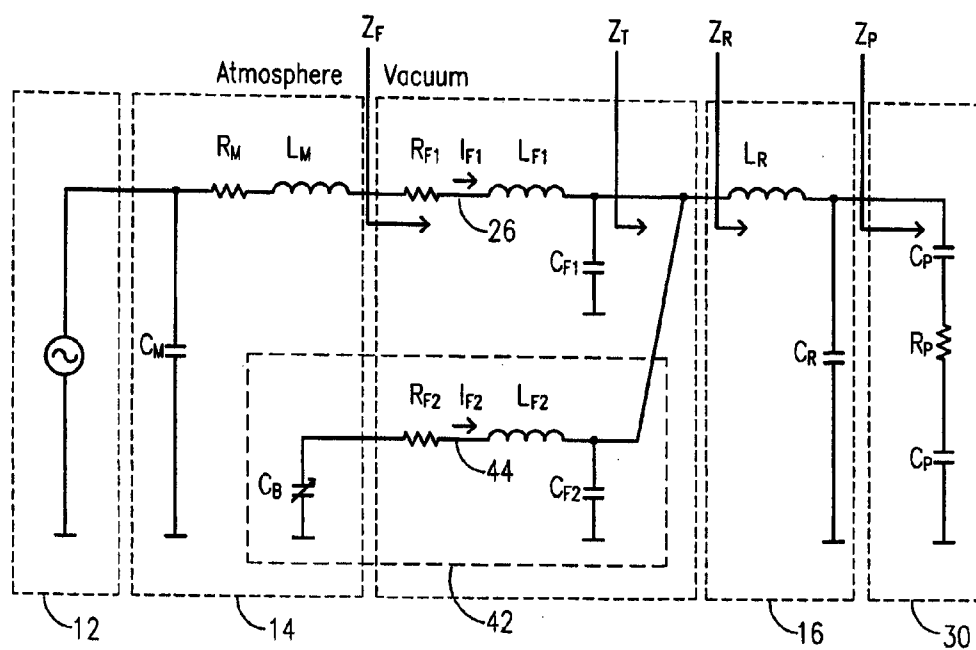 Z_F Z_T Z_R Z_P
Atmosphere Vacuum
R_M L_M R_F1 I_F1 L_F1 L_R
26
C_F1 C_P
C_M R_F2 I_F2 L_F2 C_R R_P
44
C_B C_F2 C_P
12 14 42 16 30